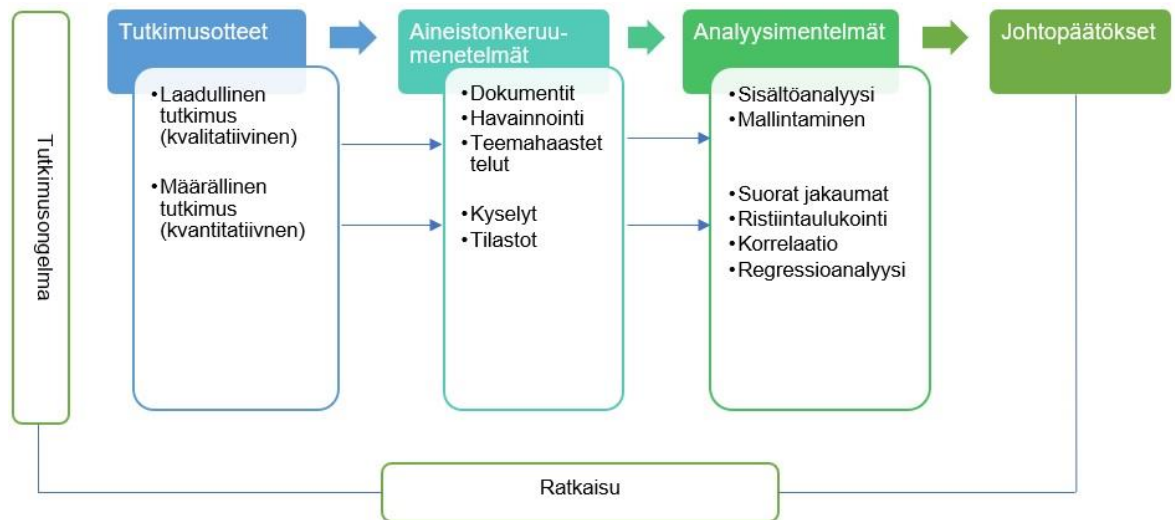 Tutkimusongelma
Tutkimusotteet
•Laadullinen
tutkimus
(kvalitatiivinen)
•Määrällinen
tutkimus
(kvantitatiivnen)
Aineistonkeruu-
menetelmät
•Dokumentit
•Havainnointi
•Teemahaastet
telut
•Kyselyt
•Tilastot
Analyysimentelmät
•Sisältöanalyysi
•Mallintaminen
•Suorat jakaumat
•Ristiintaulukointi
•Korrelaatio
•Regressioanalyysi
Johtopäätökset
Ratkaisu